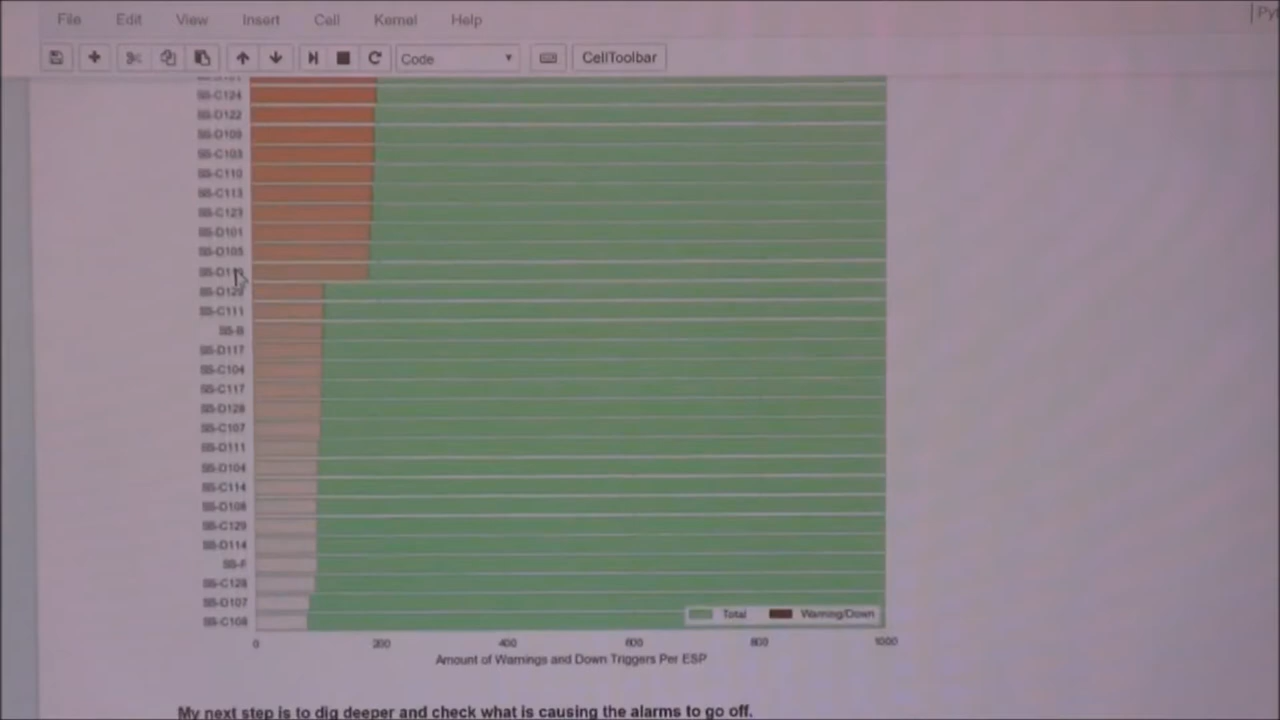 File Edit View Insert Cell Kernel Help
Code CellToolbar
SS-C124
SS-D122
SS-D109
SS-C103
SS-C110
SS-C113
SS-C123
SS-D101
SS-D105
SS-C111
SS-B
SS-D117
SS-C104
SS-C117
SS-D128
SS-C107
SS-D111
SS-D104
SS-C114
SS-D108
SS-C129
SS-D114
SS-F
SS-C128
SS-D107
SS-C108
Total Warning/Down
0 200 400 600 800 1000
Amount of Warnings and Down Triggers Per ESP
My next step is to dig deeper and check what is causing the alarms to go off.